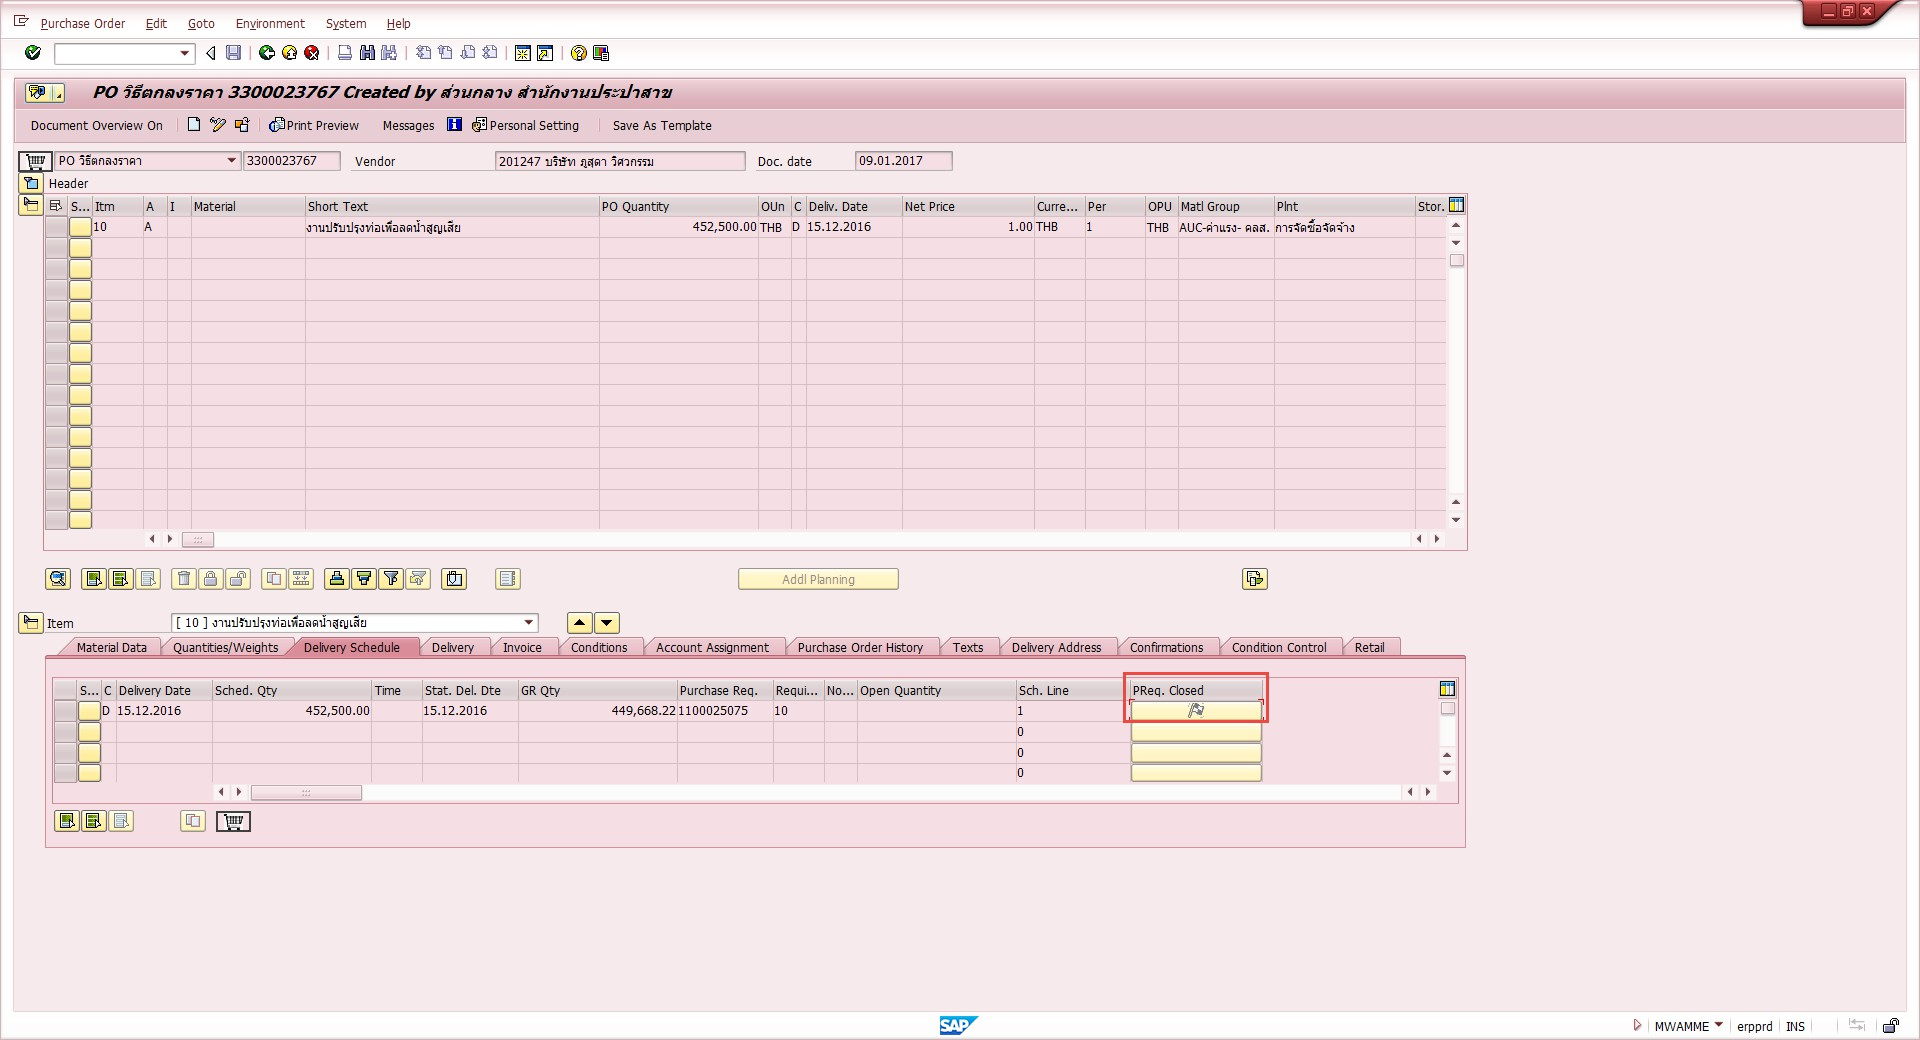 Purchase Order Edit Goto Environment System Help
PO วิธีตกลงราคา 3300023767 Created by ส่วนกลาง สำนักงานประปาสาข
Document Overview On Print Preview Messages Personal Setting Save As Template
PO วิธีตกลงราคา 3300023767 Vendor 201247 บริษัท ภูสุดา วิศวกรรม Doc. date 09.01.2017
Header
S... Itm A I Material Short Text PO Quantity OUn C Deliv. Date Net Price Curre... Per OPU Matl Group Plnt Stor.
10 A งานปรับปรุงท่อเพื่อลดน้ำสูญเสีย 452,500.00 THB D 15.12.2016 1.00 THB 1 THB AUC-ค่าแรง- คลส. การจัดซื้อจัดจ้าง
Addl Planning
Item [ 10 ] งานปรับปรุงท่อเพื่อลดน้ำสูญเสีย
Material Data Quantities/Weights Delivery Schedule Delivery Invoice Conditions Account Assignment Purchase Order History Texts Delivery Address Confirmations Condition Control Retail
S... C Delivery Date Sched. Qty Time Stat. Del. Dte GR Qty Purchase Req. Requi... No... Open Quantity Sch. Line PReq. Closed
D 15.12.2016 452,500.00 15.12.2016 449,668.22 1100025075 10 1
0
0
0
SAP MWAMME erpprd INS